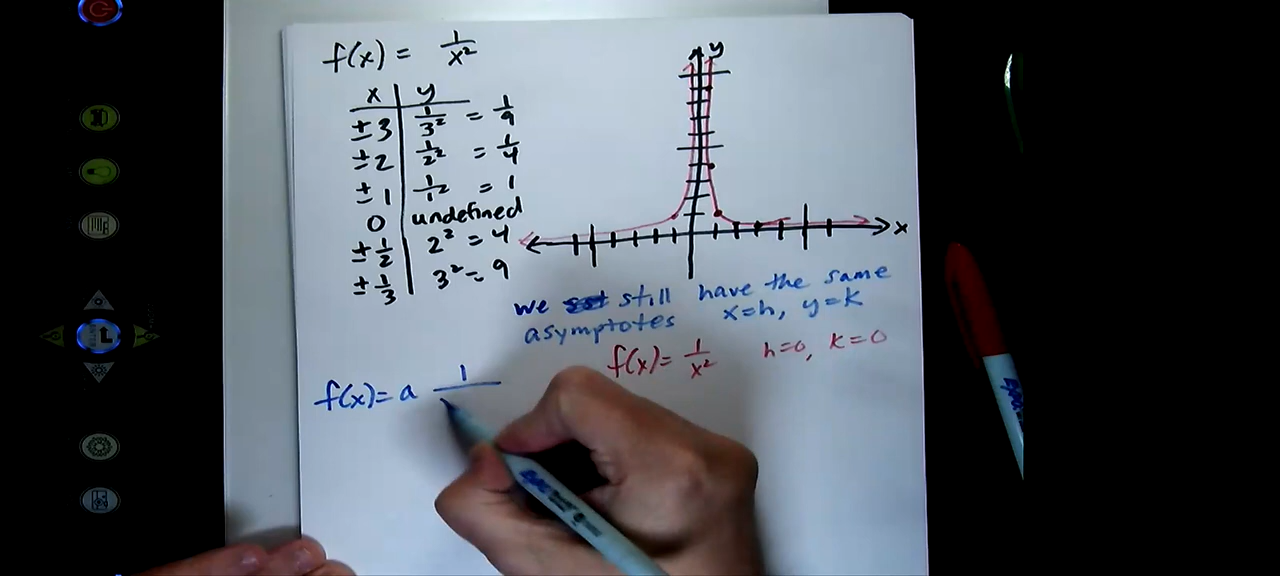 f(x) = 1/x²
x | y
±3 | 1/3² = 1/9
±2 | 1/2² = 1/4
±1 | 1/1² = 1
0 | undefined
±1/2 | 2² = 4
±1/3 | 3² = 9
y
x
we still have the same
asymptotes x=h, y=k
f(x) = 1/x² h=0, k=0
f(x) = a 1